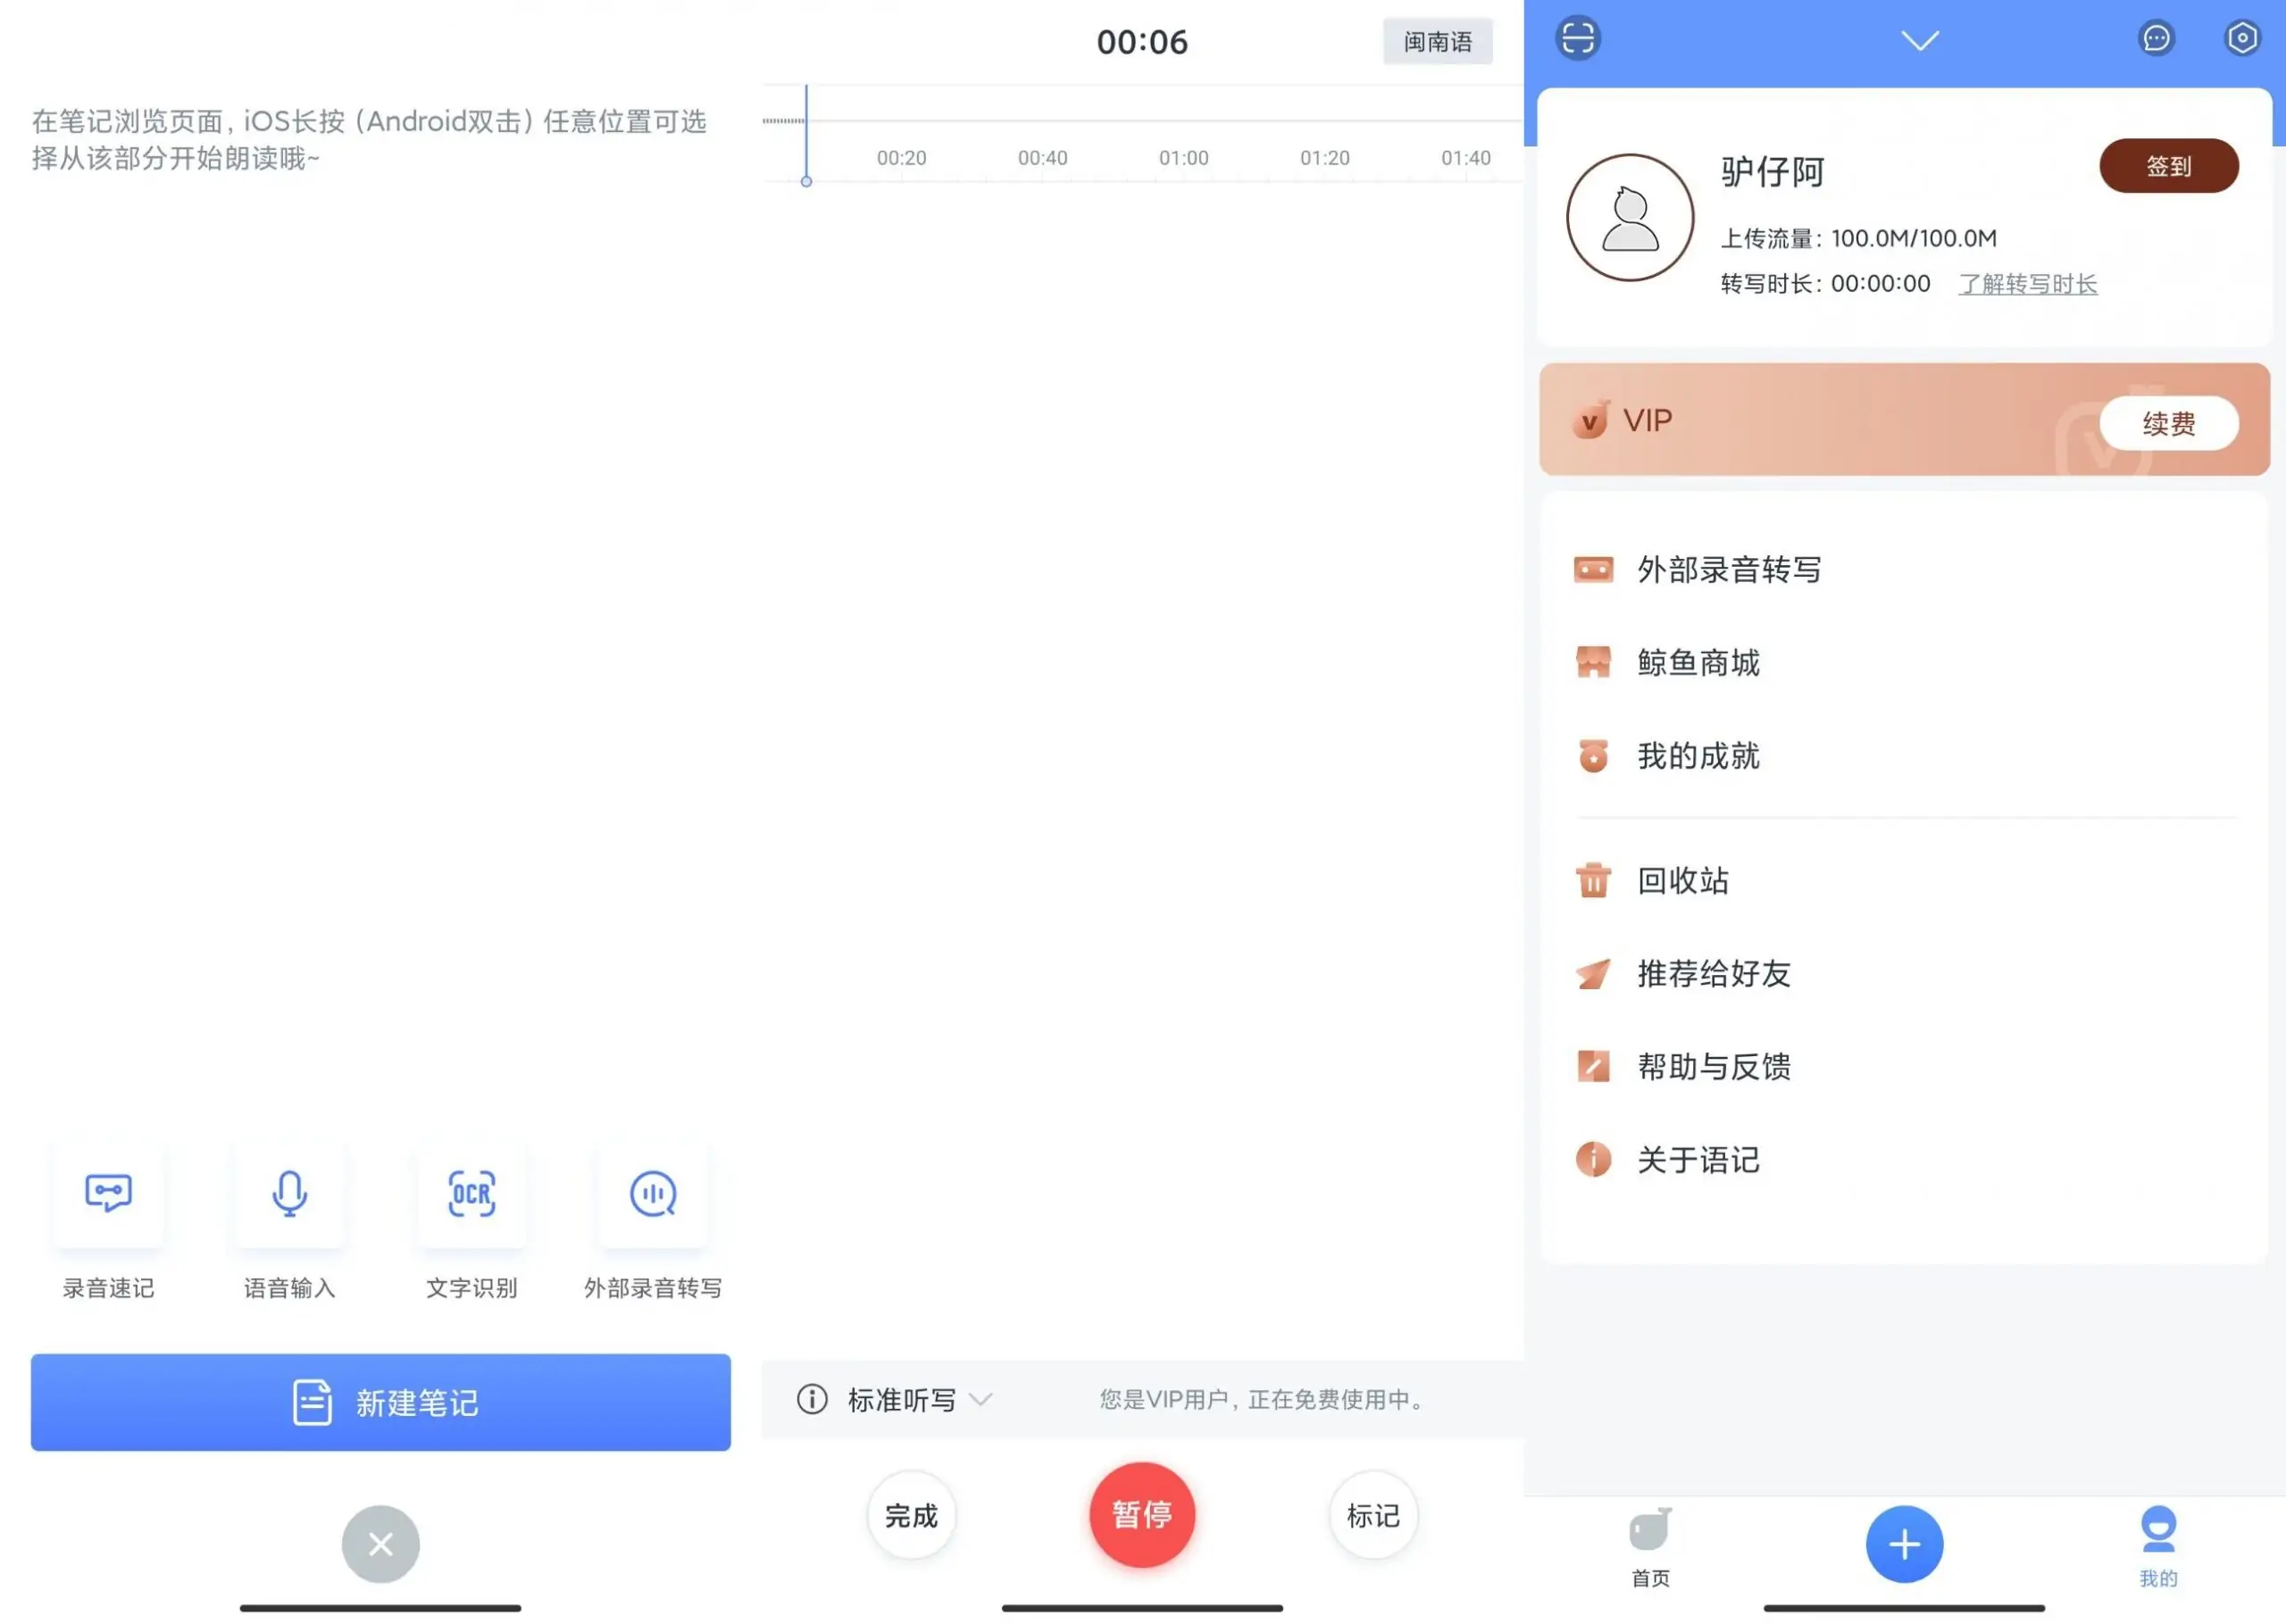 在笔记浏览页面, iOS长按 (Android双击) 任意位置可选
择从该部分开始朗读哦~
OCR
录音速记
语音输入
文字识别
外部录音转写
新建笔记
00:06
闽南语
00:20
00:40
01:00
01:20
01:40
标准听写
您是VIP用户, 正在免费使用中。
完成
暂停
标记
驴仔阿
签到
上传流量: 100.0M/100.0M
转写时长: 00:00:00
了解转写时长
V VIP
续费
外部录音转写
鲸鱼商城
我的成就
回收站
推荐给好友
帮助与反馈
关于语记
首页
我的